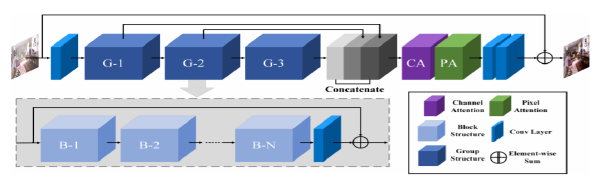 G-1 G-2 G-3 CA PA
Concatenate
B-1 B-2 B-N
Channel
Attention
Pixel
Attention
Block
Structure
Conv Layer
Group
Structure
Element-wise
Sum